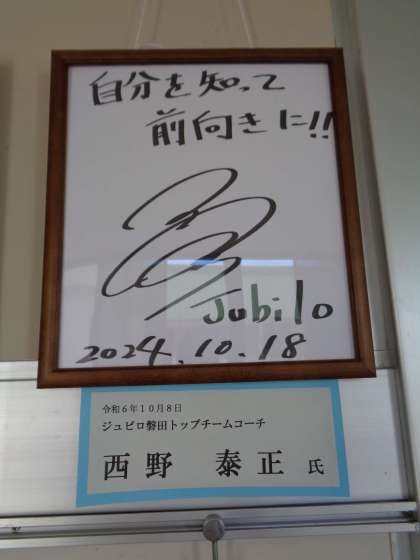 自分を知って
前向きに!!
Jubilo
2024.10.18
令和6年10月8日
ジュビロ磐田トップチームコーチ
西野 泰正 氏